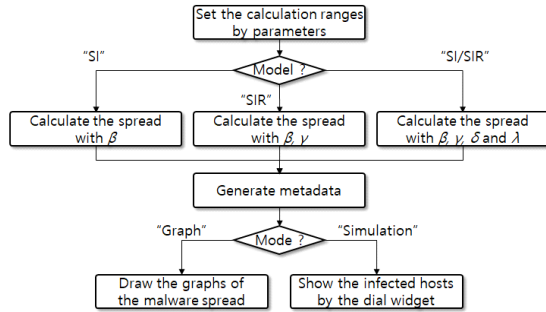 Set the calculation ranges
by parameters
"SI"
Model ?
"SI/SIR"
"SIR"
Calculate the spread
with β
Calculate the spread
with β, γ
Calculate the spread
with β, γ, δ and λ
Generate metadata
"Graph"
Mode ?
"Simulation"
Draw the graphs of
the malware spread
Show the infected hosts
by the dial widget